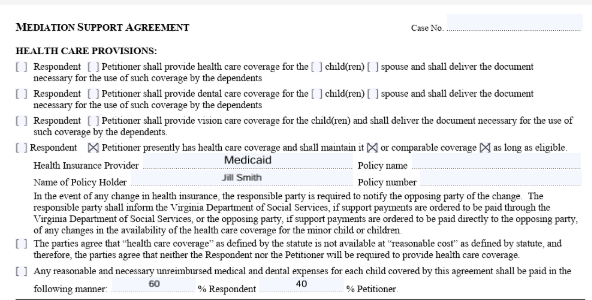 MEDIATION SUPPORT AGREEMENT Case No.
HEALTH CARE PROVISIONS:
[ ] Respondent [ ] Petitioner shall provide health care coverage for the [ ] child(ren) [ ] spouse and shall deliver the document
necessary for the use of such coverage by the dependents
[ ] Respondent [ ] Petitioner shall provide dental care coverage for the [ ] child(ren) [ ] spouse and shall deliver the document
necessary for the use of such coverage by the dependents
[ ] Respondent [ ] Petitioner shall provide vision care coverage for the child(ren) and shall deliver the document necessary for the use of
such coverage by the dependents.
[ ] Respondent [X] Petitioner presently has health care coverage and shall maintain it [X] or comparable coverage [X] as long as eligible.
Health Insurance Provider Medicaid Policy name
Name of Policy Holder Jill Smith Policy number
In the event of any change in health insurance, the responsible party is required to notify the opposing party of the change. The
responsible party shall inform the Virginia Department of Social Services, if support payments are ordered to be paid through the
Virginia Department of Social Services, or the opposing party, if support payments are ordered to be paid directly to the opposing party,
of any changes in the availability of the health care coverage for the minor child or children.
[ ] The parties agree that “health care coverage” as defined by the statute is not available at “reasonable cost” as defined by statute, and
therefore, the parties agree that neither the Respondent nor the Petitioner will be required to provide health care coverage.
[ ] Any reasonable and necessary unreimbursed medical and dental expenses for each child covered by this agreement shall be paid in the
following manner: 60 % Respondent 40 % Petitioner.